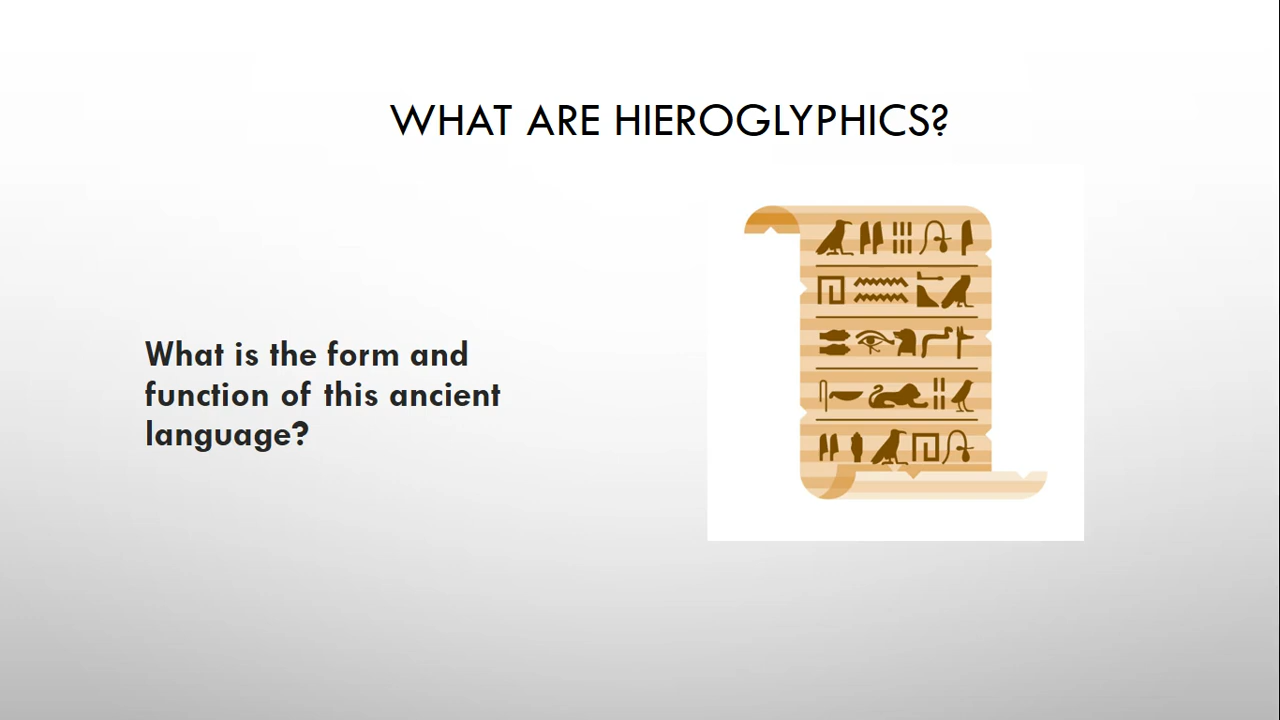 WHAT ARE HIEROGLYPHICS?
What is the form and
function of this ancient
language?